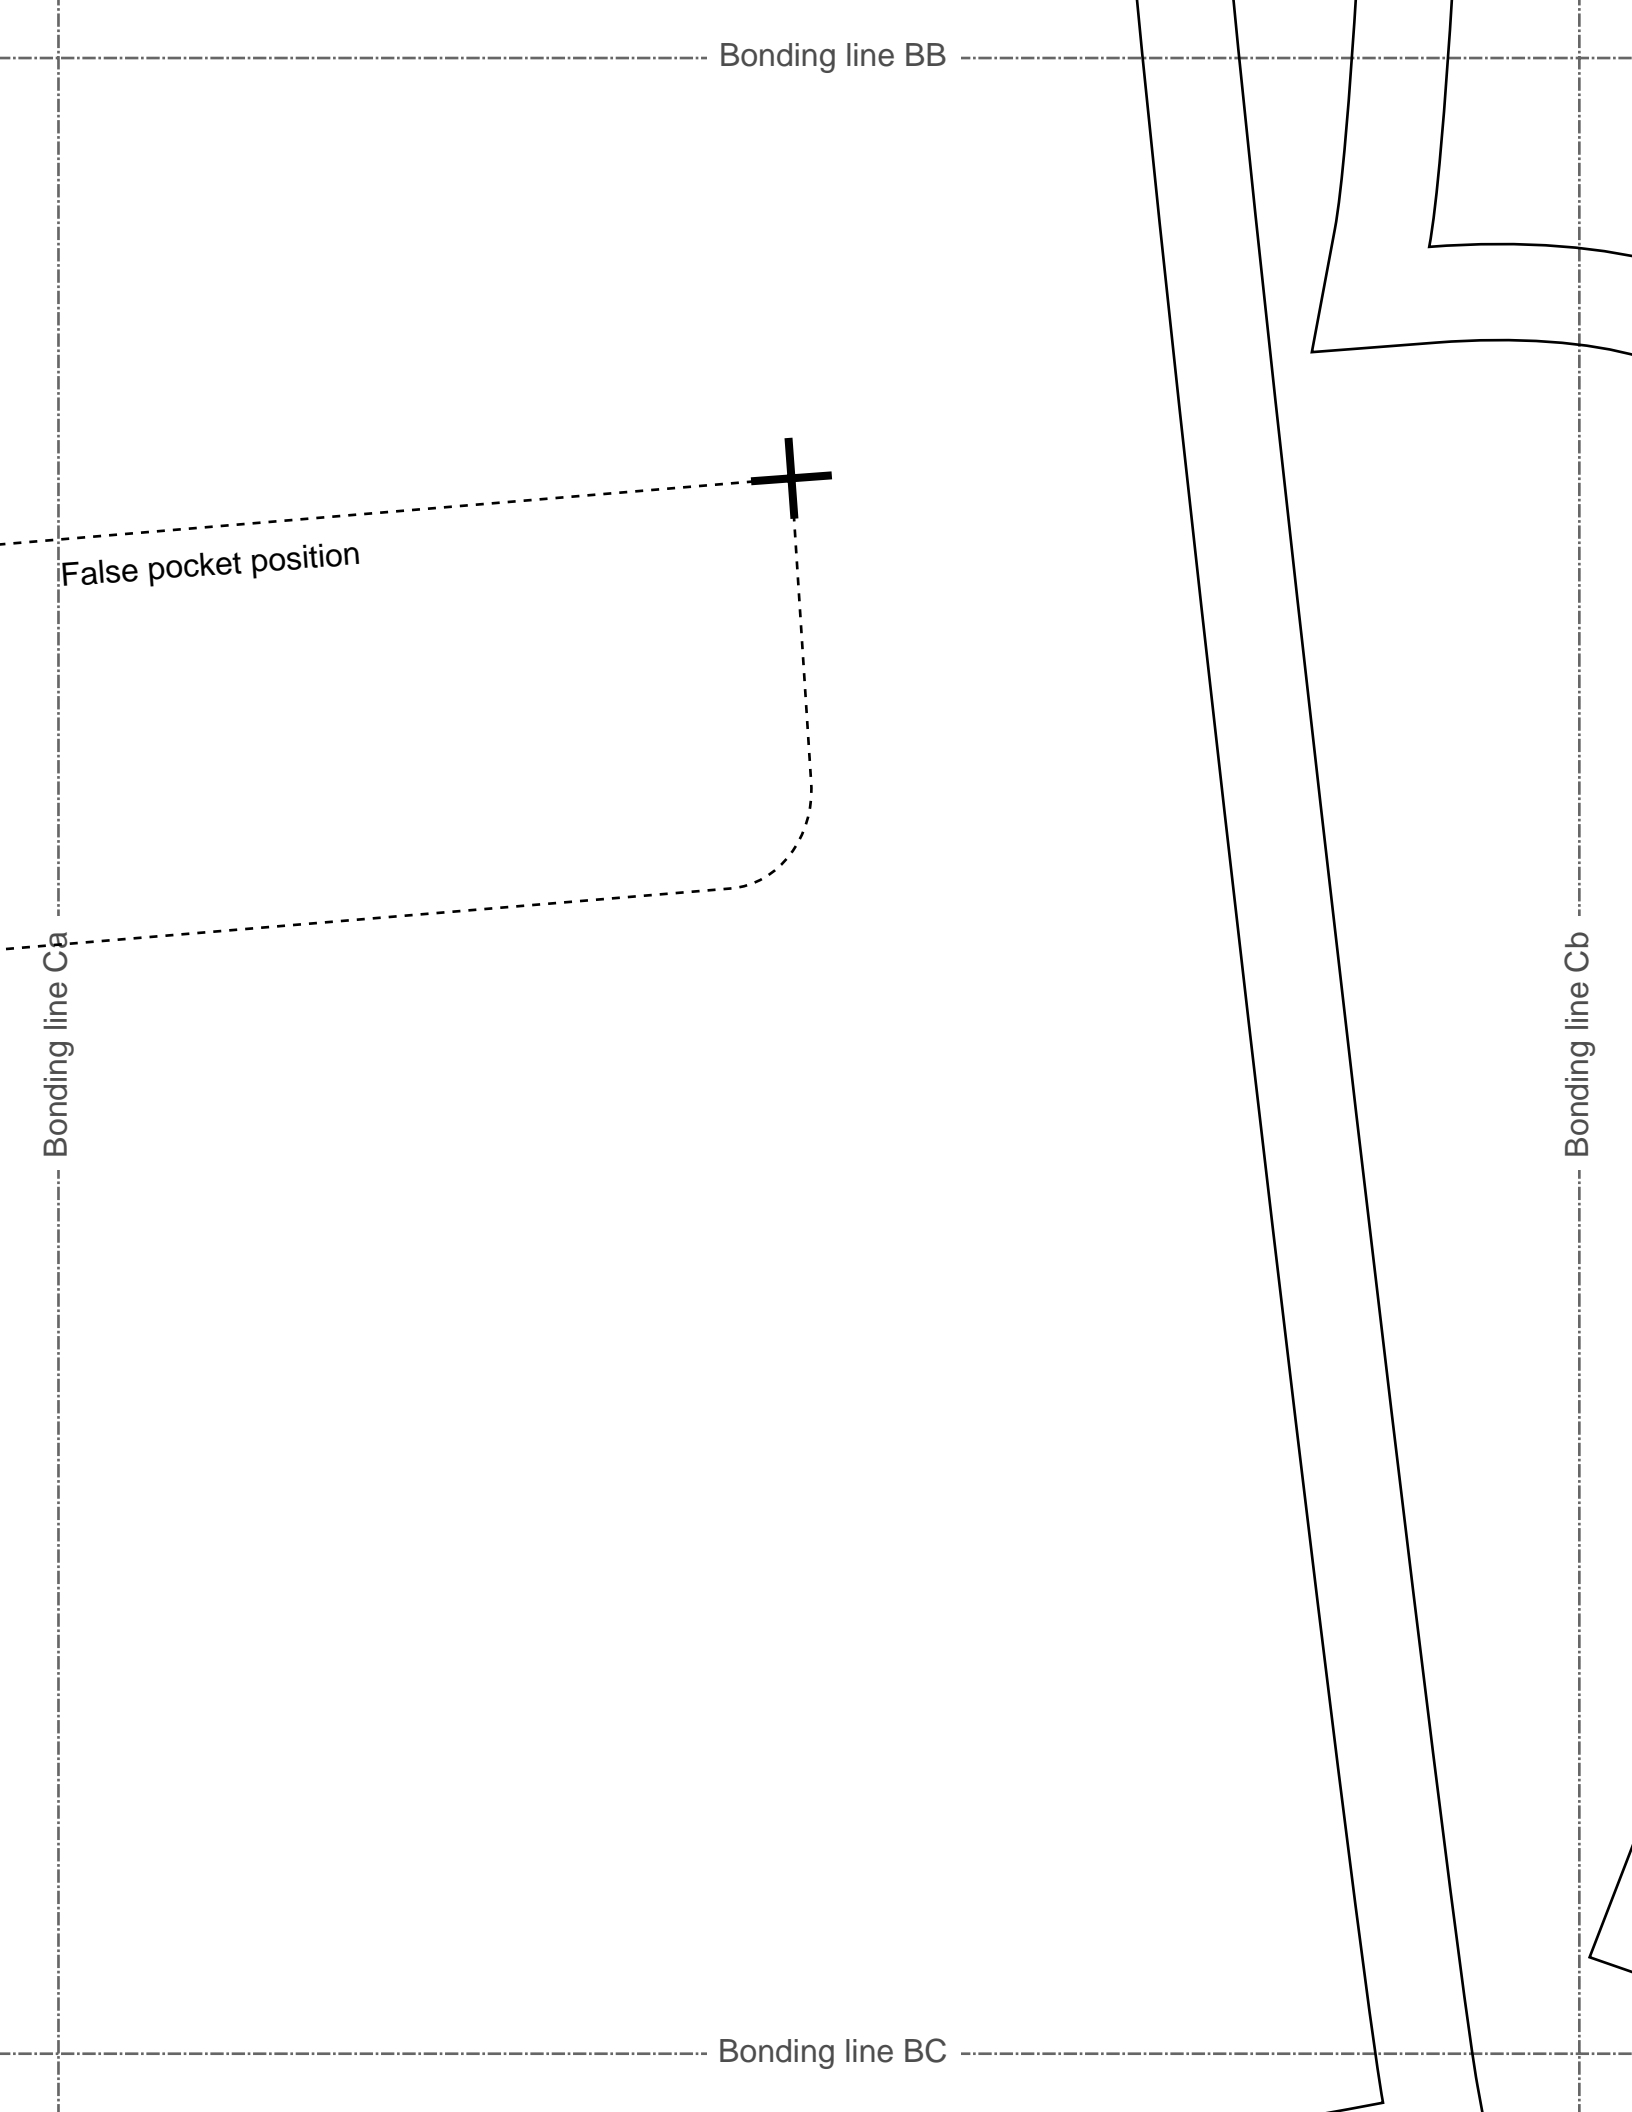 Bonding line BB
False pocket position
Bonding line Ca
Bonding line Cb
Bonding line BC